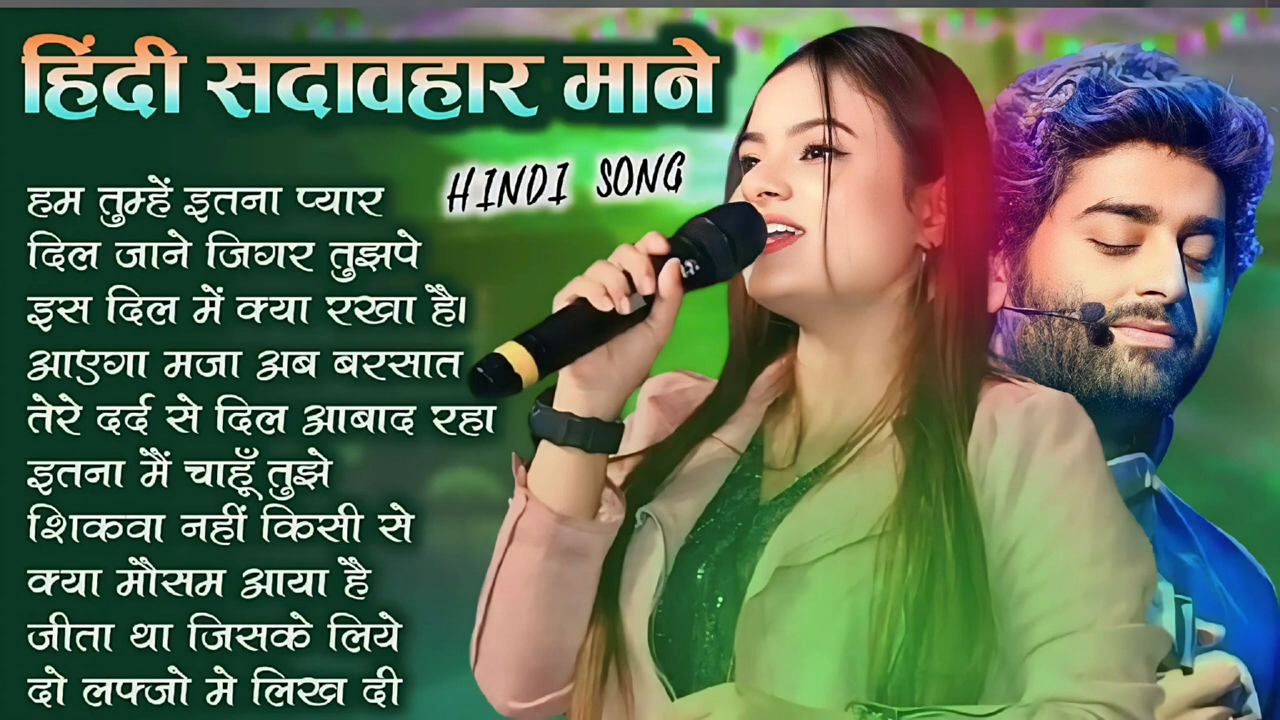 हिंदी सदावहार माने
HINDI SONG
हम तुम्हें इतना प्यार
दिल जाने जिगर तुझपे
इस दिल में क्या रखा है।
आएगा मजा अब बरसात
तेरे दर्द से दिल आबाद रहा
इतना मैं चाहूँ तुझे
शिकवा नहीं किसी से
क्या मौसम आया है
जीता था जिसके लिये
दो लफ्जो मे लिख दी